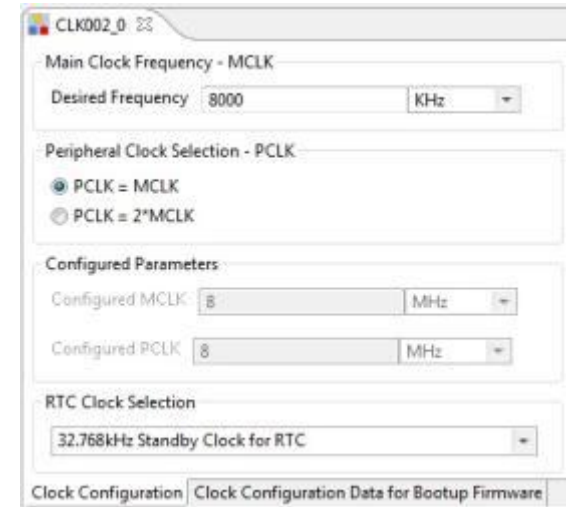 CLK002_0
Main Clock Frequency - MCLK
Desired Frequency 8000 KHz
Peripheral Clock Selection - PCLK
PCLK = MCLK
PCLK = 2*MCLK
Configured Parameters
Configured MCLK 8 MHz
Configured PCLK 8 MHz
RTC Clock Selection
32.768kHz Standby Clock for RTC
Clock Configuration Clock Configuration Data for Bootup Firmware